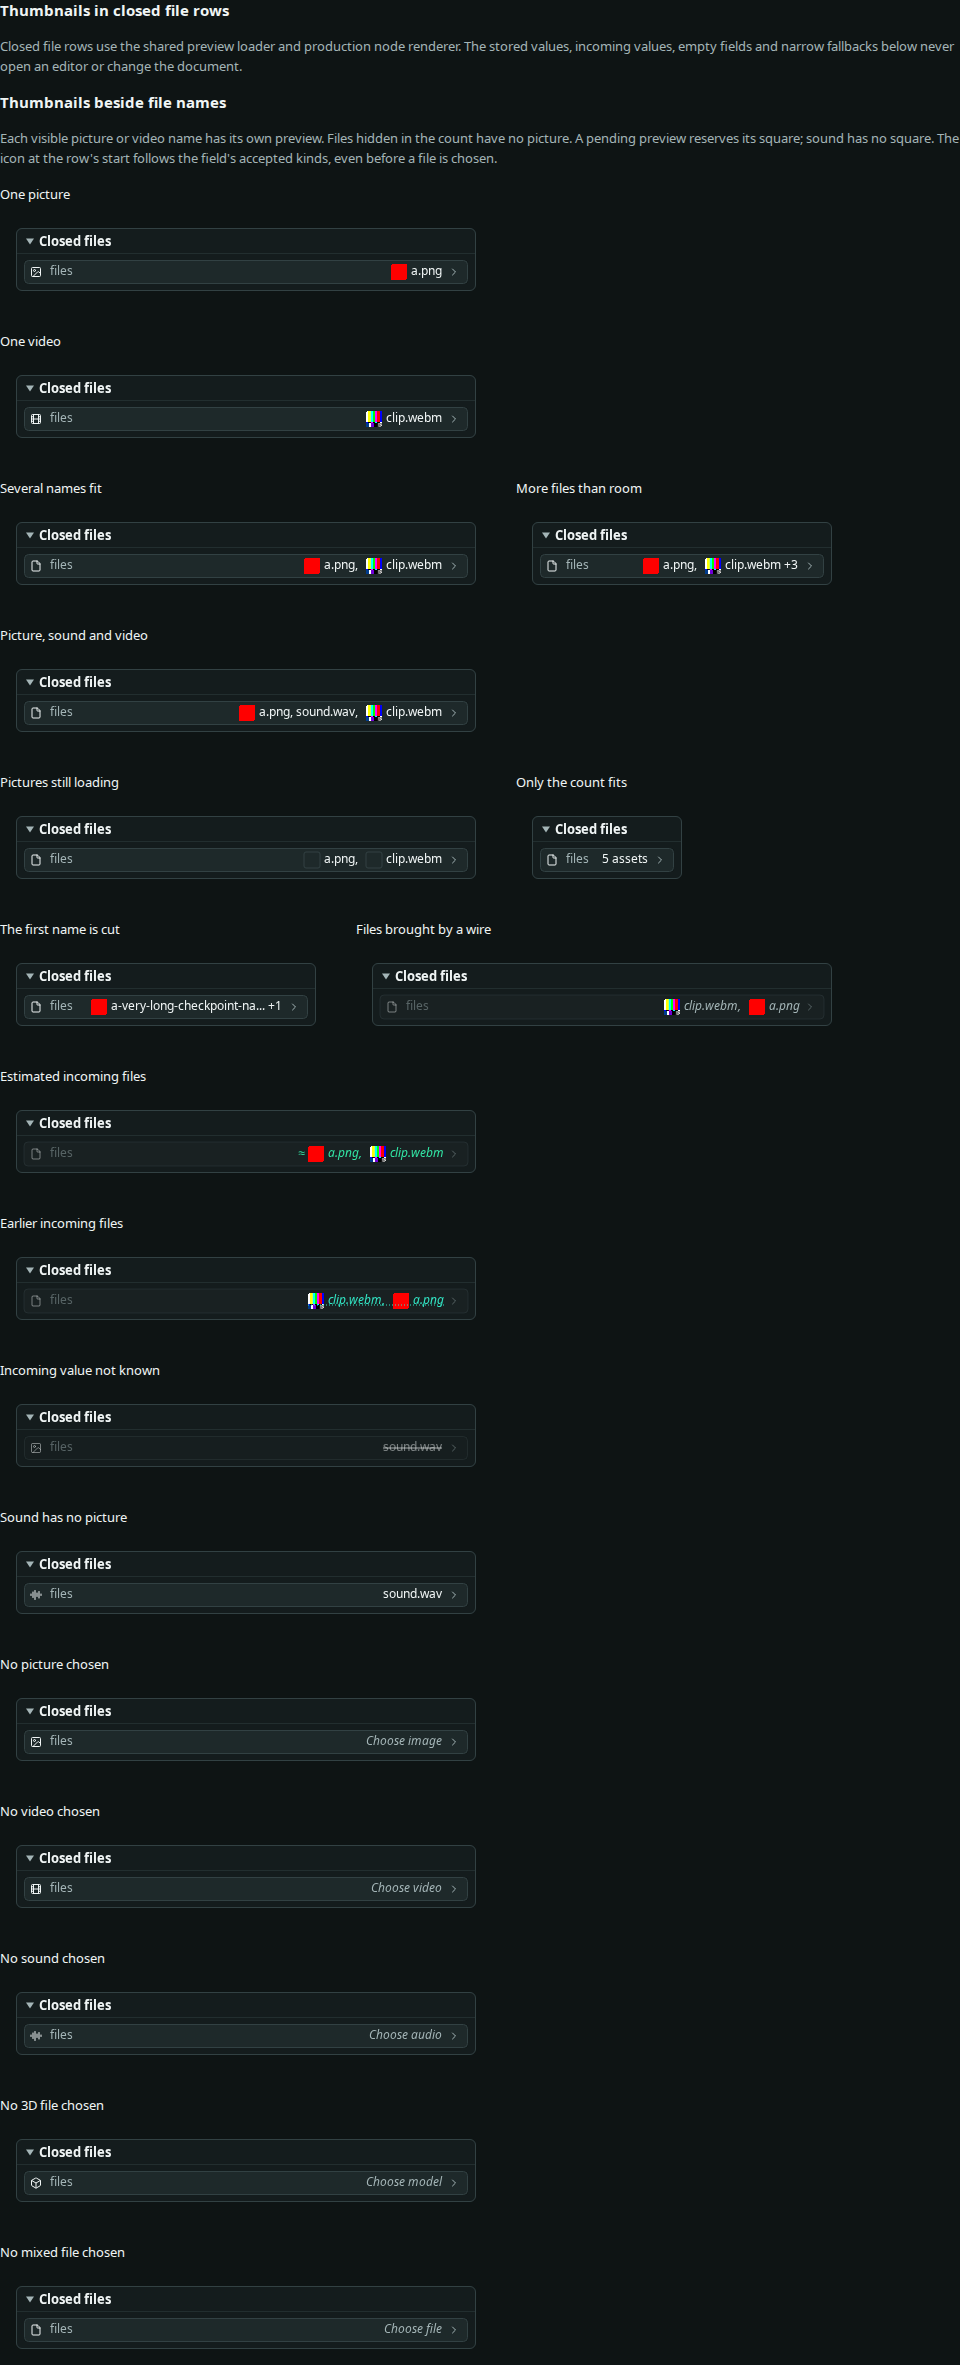 Thumbnails in closed file rows
Closed file rows use the shared preview loader and production node renderer. The stored values, incoming values, empty fields and narrow fallbacks below never
open an editor or change the document.
Thumbnails beside file names
Each visible picture or video name has its own preview. Files hidden in the count have no picture. A pending preview reserves its square; sound has no square. The
icon at the row's start follows the field's accepted kinds, even before a file is chosen.
One picture
Closed files
files a.png
One video
Closed files
files clip.webm
Several names fit
Closed files
files a.png, clip.webm
More files than room
Closed files
files a.png, clip.webm +3
Picture, sound and video
Closed files
files a.png, sound.wav, clip.webm
Pictures still loading
Closed files
files a.png, clip.webm
Only the count fits
Closed files
files 5 assets
The first name is cut
Closed files
files a-very-long-checkpoint-na... +1
Files brought by a wire
Closed files
files clip.webm, a.png
Estimated incoming files
Closed files
files ≈ a.png, clip.webm
Earlier incoming files
Closed files
files clip.webm, a.png
Incoming value not known
Closed files
files sound.wav
Sound has no picture
Closed files
files sound.wav
No picture chosen
Closed files
files Choose image
No video chosen
Closed files
files Choose video
No sound chosen
Closed files
files Choose audio
No 3D file chosen
Closed files
files Choose model
No mixed file chosen
Closed files
files Choose file